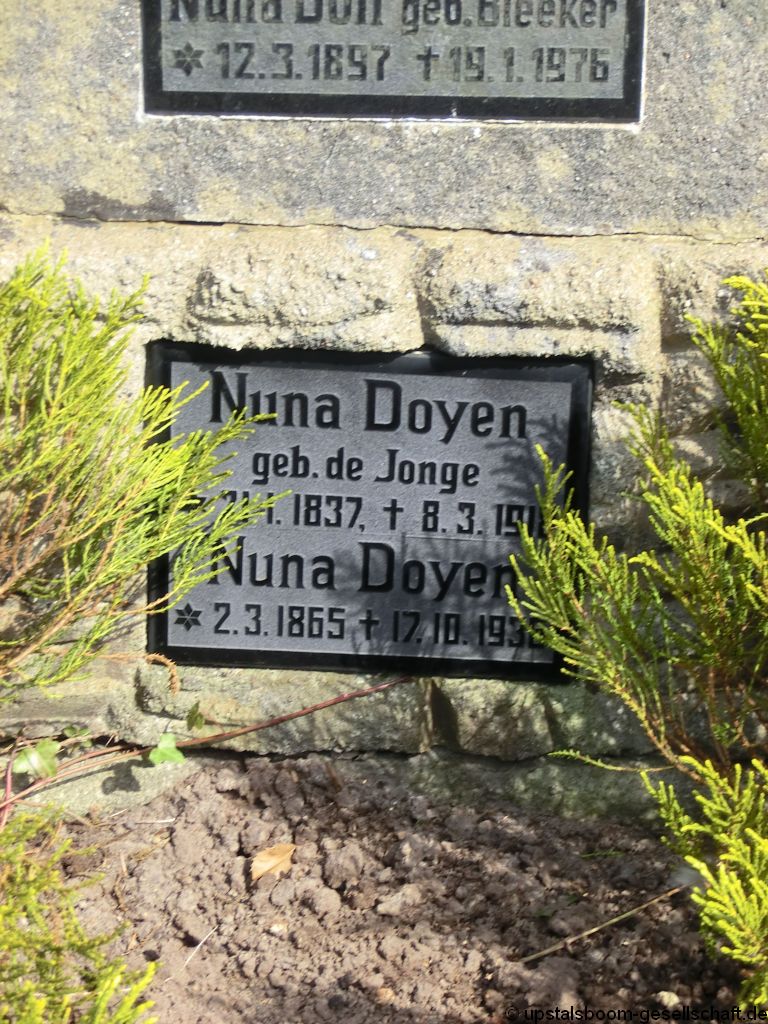 Nuna Doyen
geb. de Jonge
1837, † 8.3.
Nuna Doyen
* 2.3.1865 † 17.10.
geb. Bleeker
* 12.3.1897 † 19.1.1976
© upstalsboom-gesellschaft.de